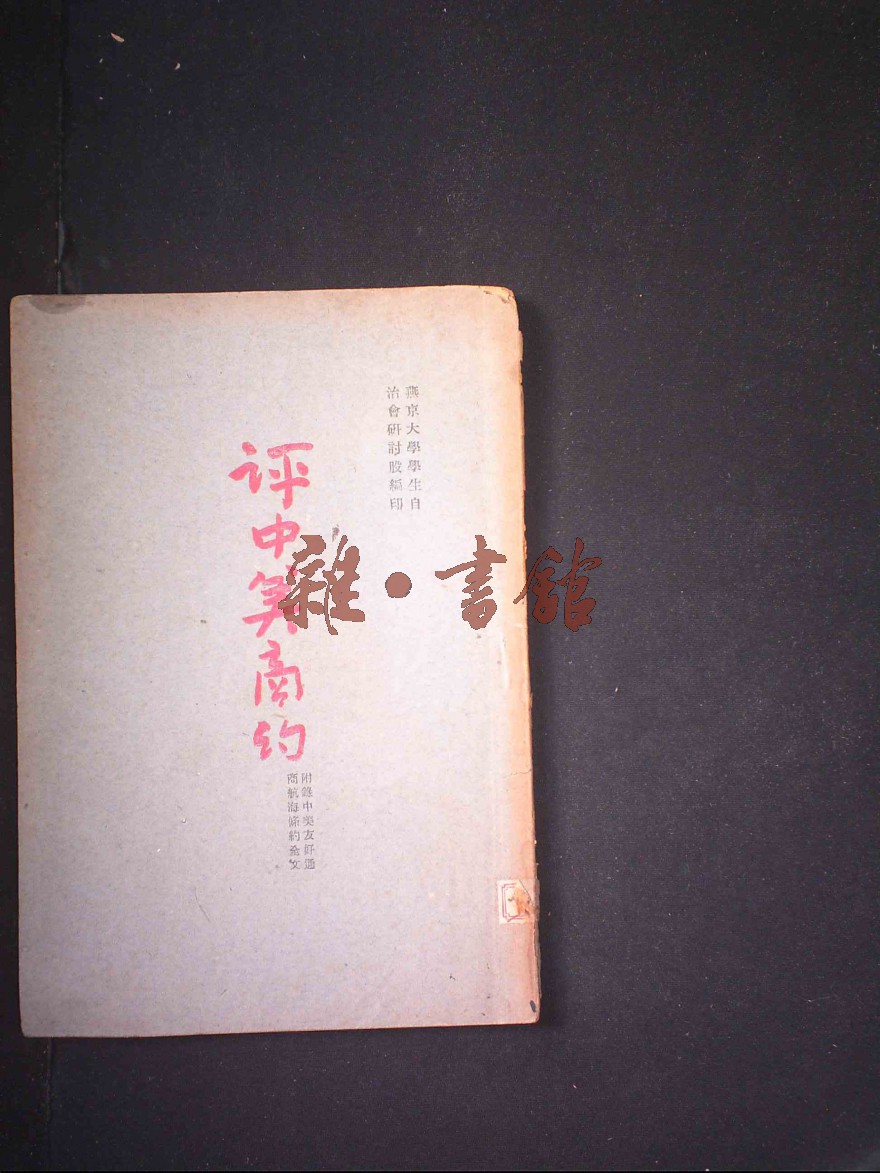 燕京大學學生自
治會硏討股編印
评中美商约
附錄中美友好通
商航海條約全文
雜·書館